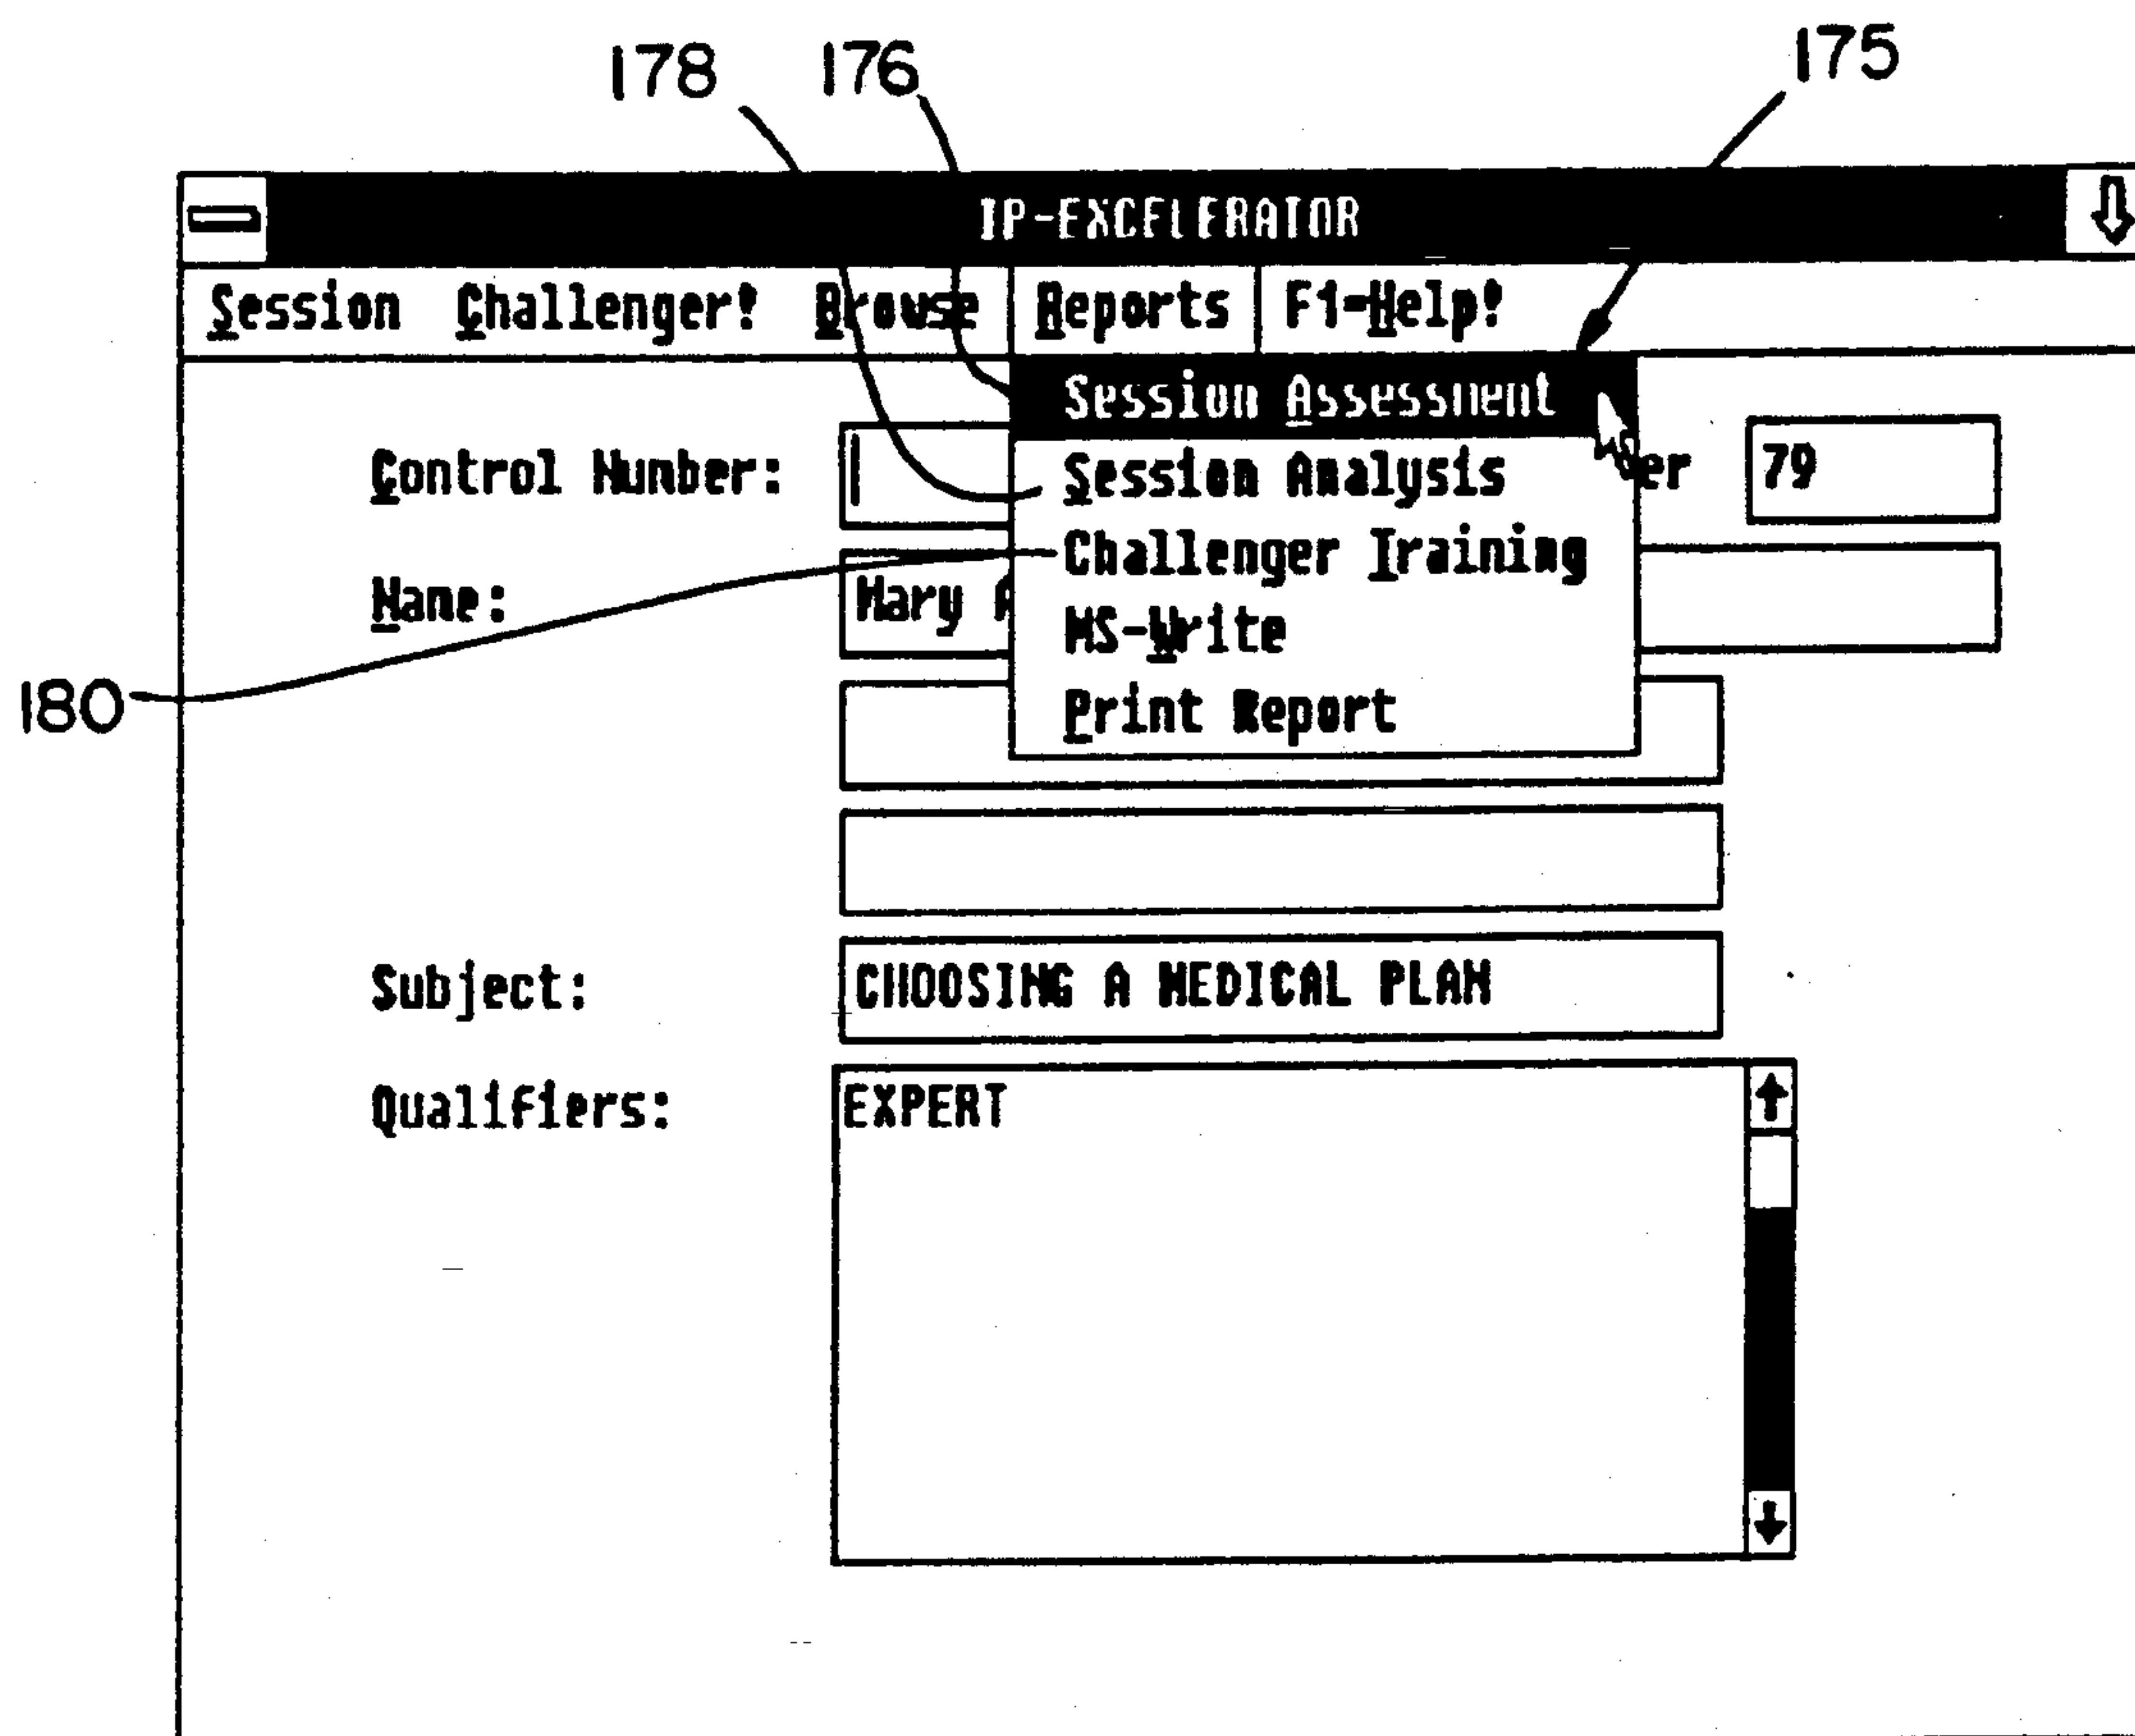 178 176 175
IP-EXCELERATOR
Session Challenger! Browse Reports F1=Help!
Session Assessment
Control Number: Session Analysis 79
Challenger Training
Name: Mary MS-Write
180 Print Report
Subject: CHOOSING A MEDICAL PLAN
Qualifiers: EXPERT